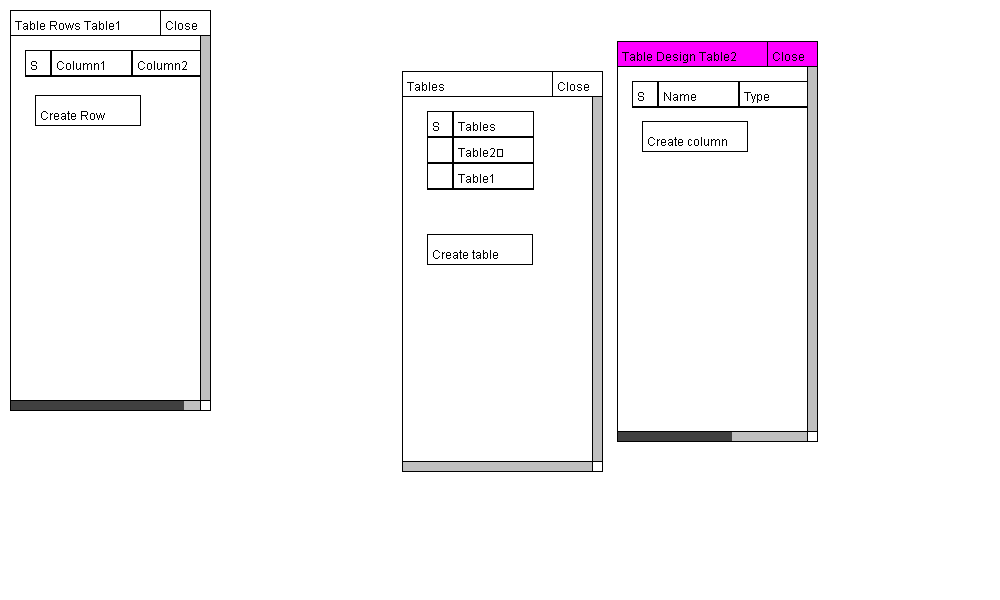 Table Rows Table1 Close
S Column1 Column2
Create Row
Tables Close
S Tables
Table2▯
Table1
Create table
Table Design Table2 Close
S Name Type
Create column